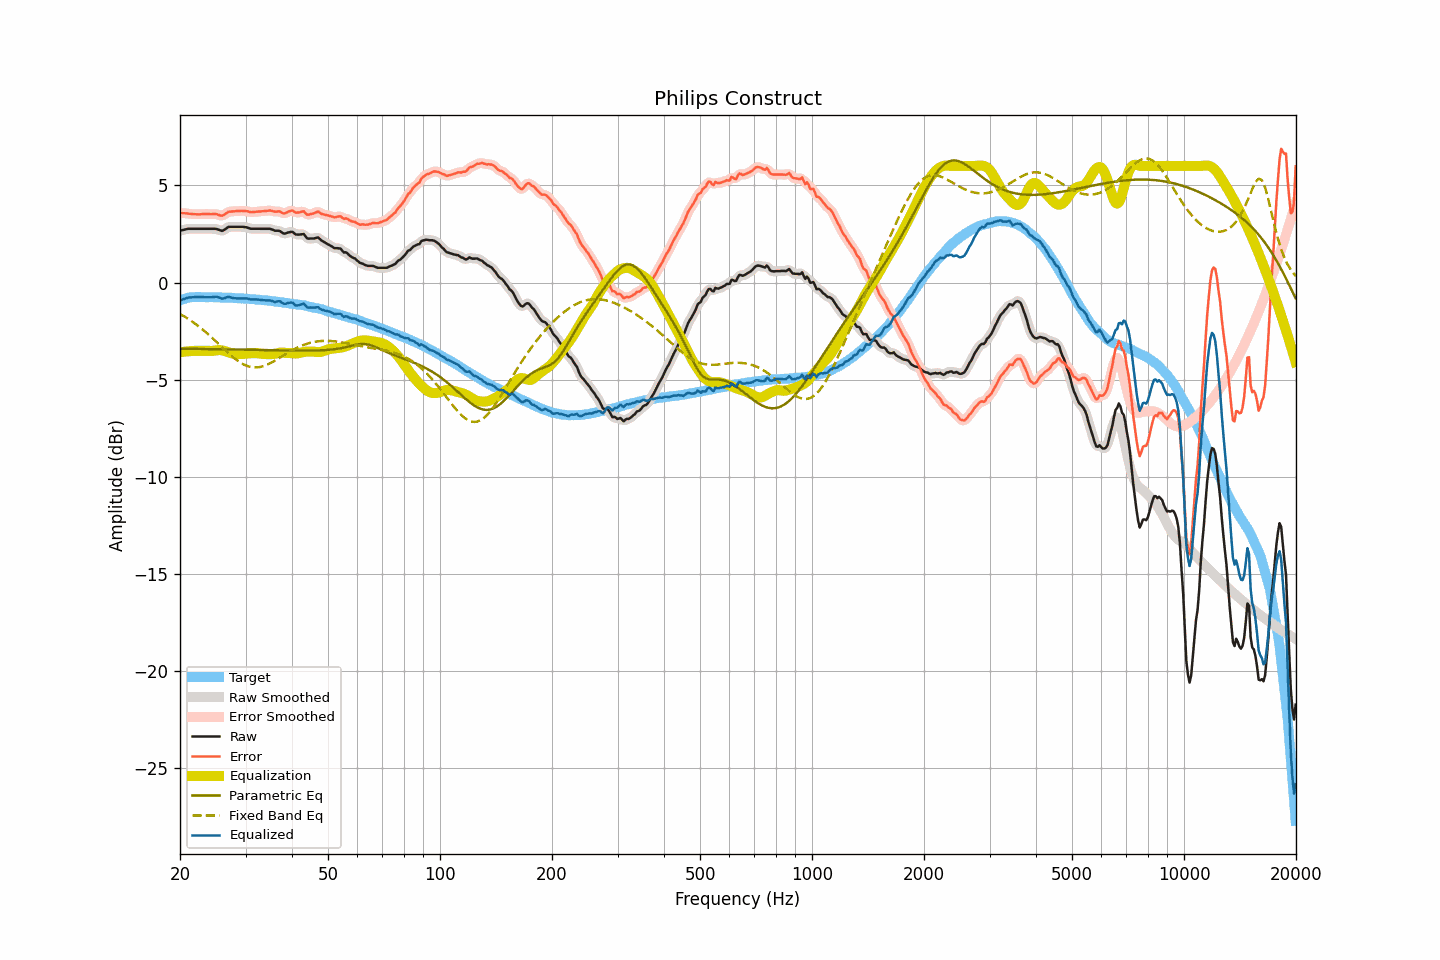 Philips Construct
5
0
−5
−10
−15
−20
−25
Amplitude (dBr)
Target
Raw Smoothed
Error Smoothed
Raw
Error
Equalization
Parametric Eq
Fixed Band Eq
Equalized
20 50 100 200 500 1000 2000 5000 10000 20000
Frequency (Hz)